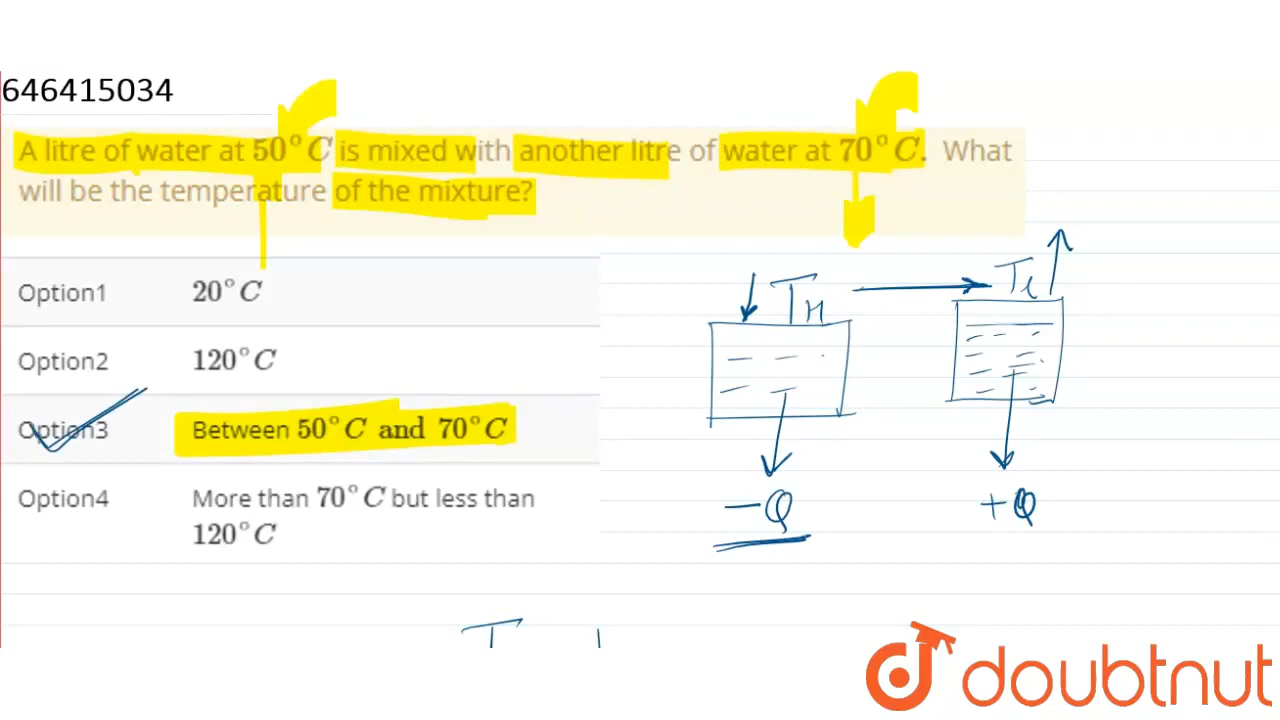 646415034
A litre of water at 50°C is mixed with another litre of water at 70°C. What
will be the temperature of the mixture?
Option1 20°C
Option2 120°C
Option3 Between 50°C and 70°C
Option4 More than 70°C but less than
120°C
T_H
T_L
-Q
+Q
T
doubtnut